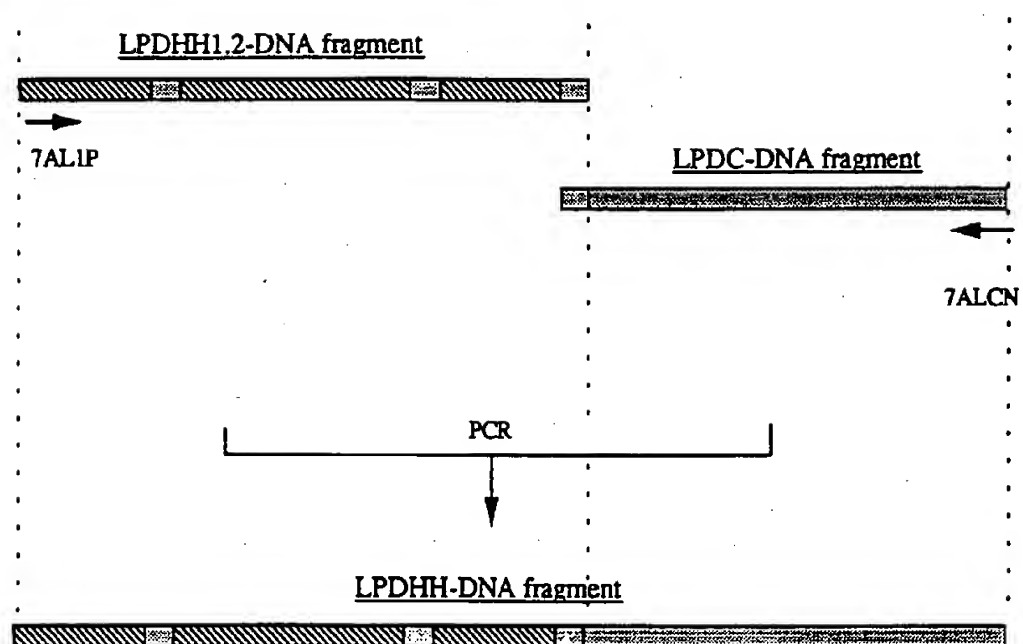 LPDHH1,2-DNA fragment
7AL1P
LPDC-DNA fragment
7ALCN
PCR
LPDHH-DNA fragment